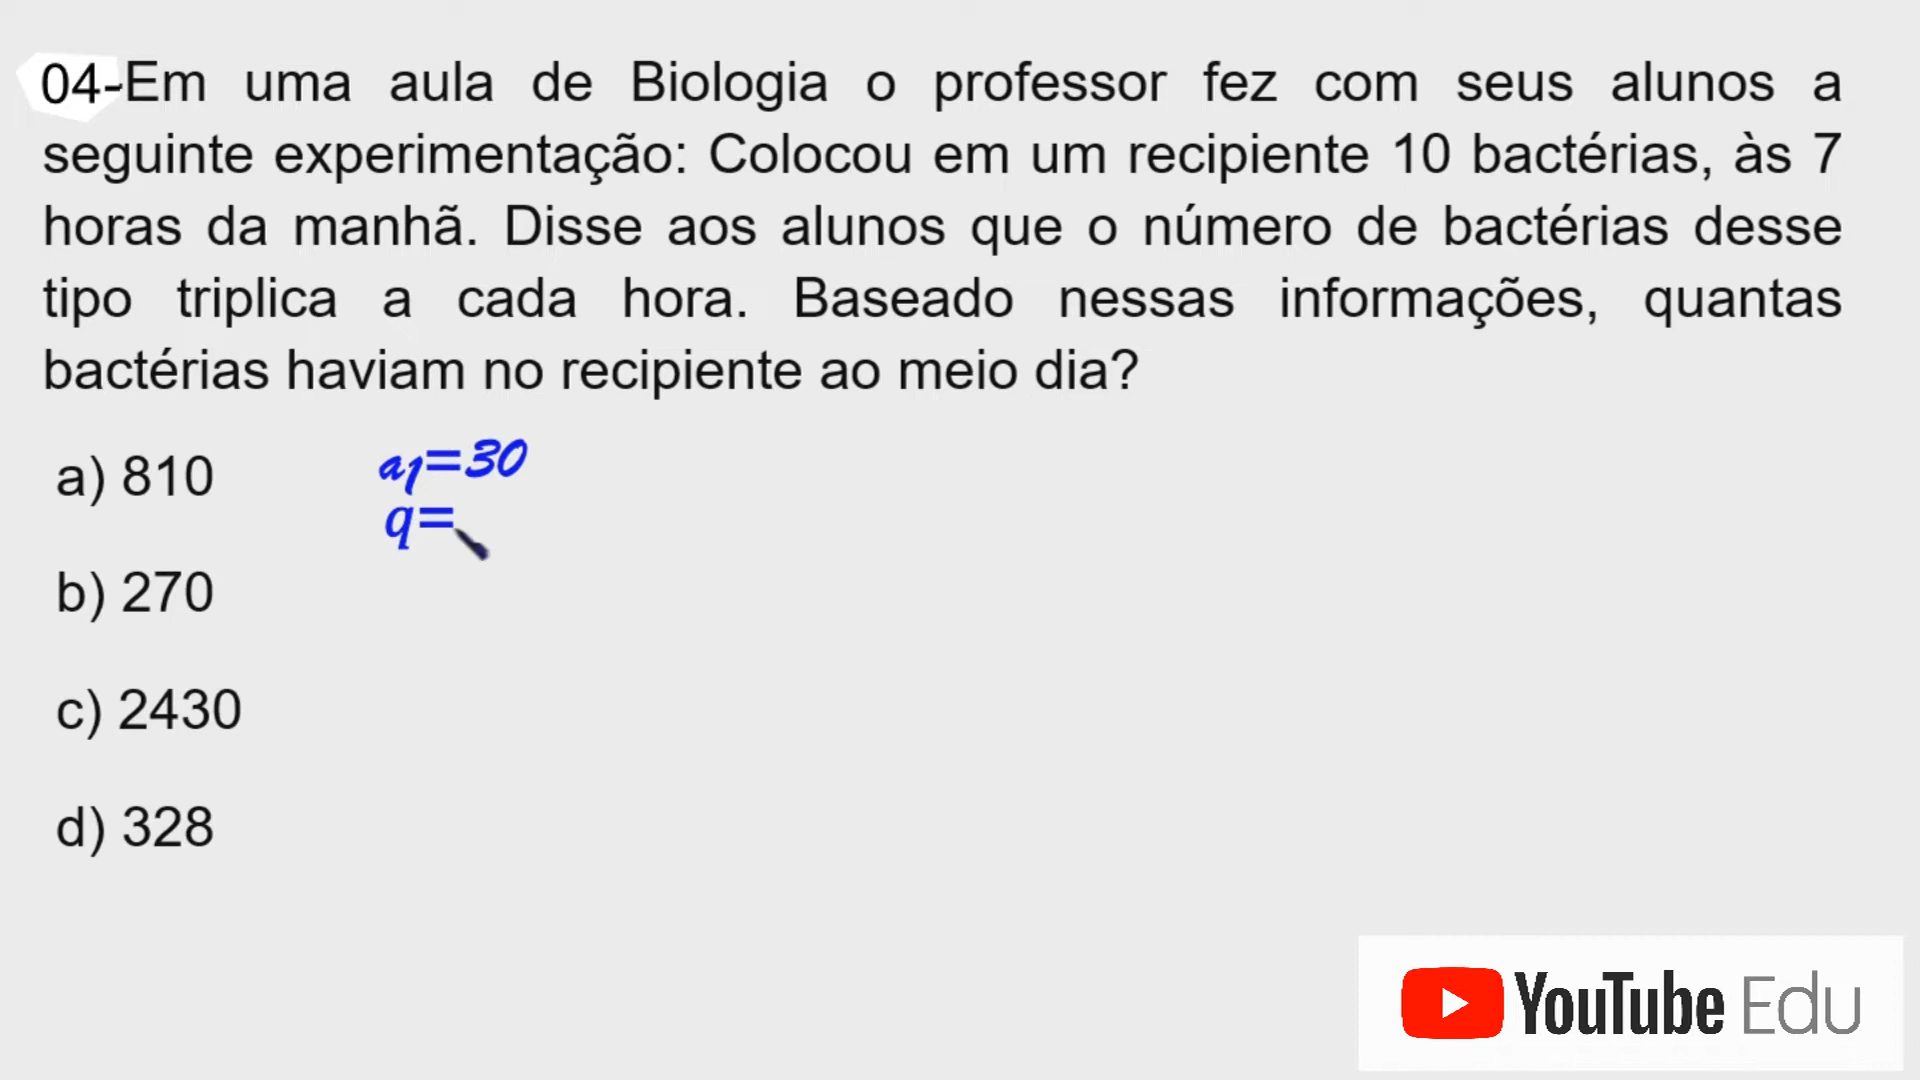 04-Em uma aula de Biologia o professor fez com seus alunos a
seguinte experimentação: Colocou em um recipiente 10 bactérias, às 7
horas da manhã. Disse aos alunos que o número de bactérias desse
tipo triplica a cada hora. Baseado nessas informações, quantas
bactérias haviam no recipiente ao meio dia?
a) 810
a1=30
q=
b) 270
c) 2430
d) 328
YouTube Edu